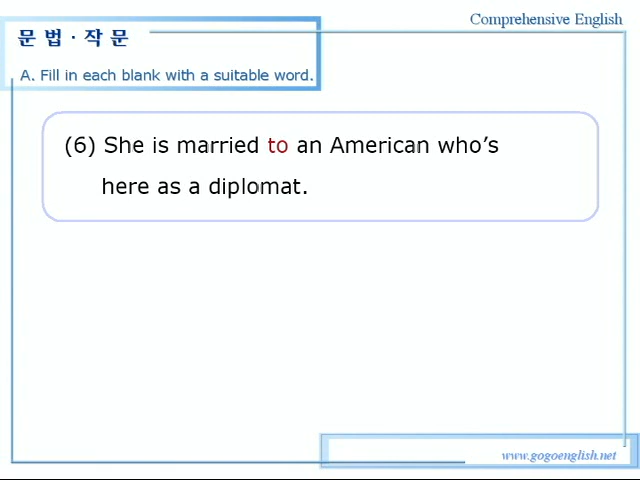 Comprehensive English
문 법 · 작 문
A. Fill in each blank with a suitable word.
(6) She is married to an American who’s
here as a diplomat.
www.gogoenglish.net